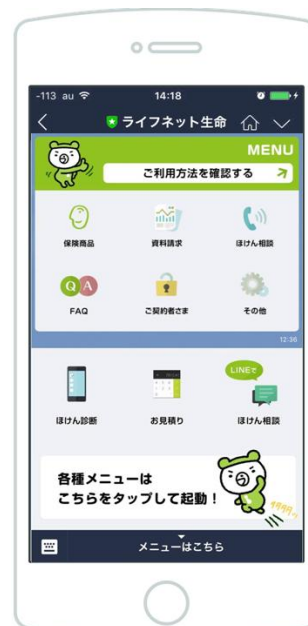 -113 au 14:18
ライフネット生命
MENU
ご利用方法を確認する
保険商品 資料請求 ほけん相談
Q A
FAQ ご契約者さま その他
12:36
LINEで
ほけん診断 お見積り ほけん相談
各種メニューは
こちらをタップして起動!
メニューはこちら